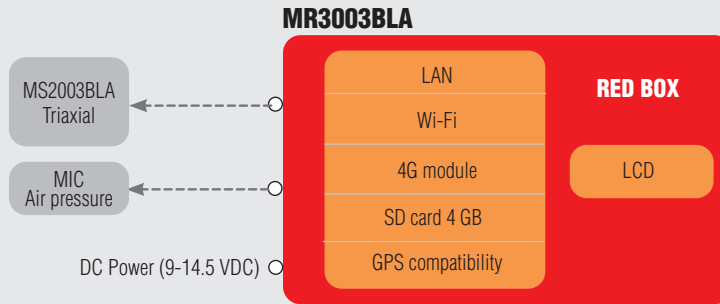 MR3003BLA
MS2003BLA
Triaxial
MIC
Air pressure
DC Power (9-14.5 VDC)
LAN
Wi-Fi
4G module
SD card 4 GB
GPS compatibility
RED BOX
LCD